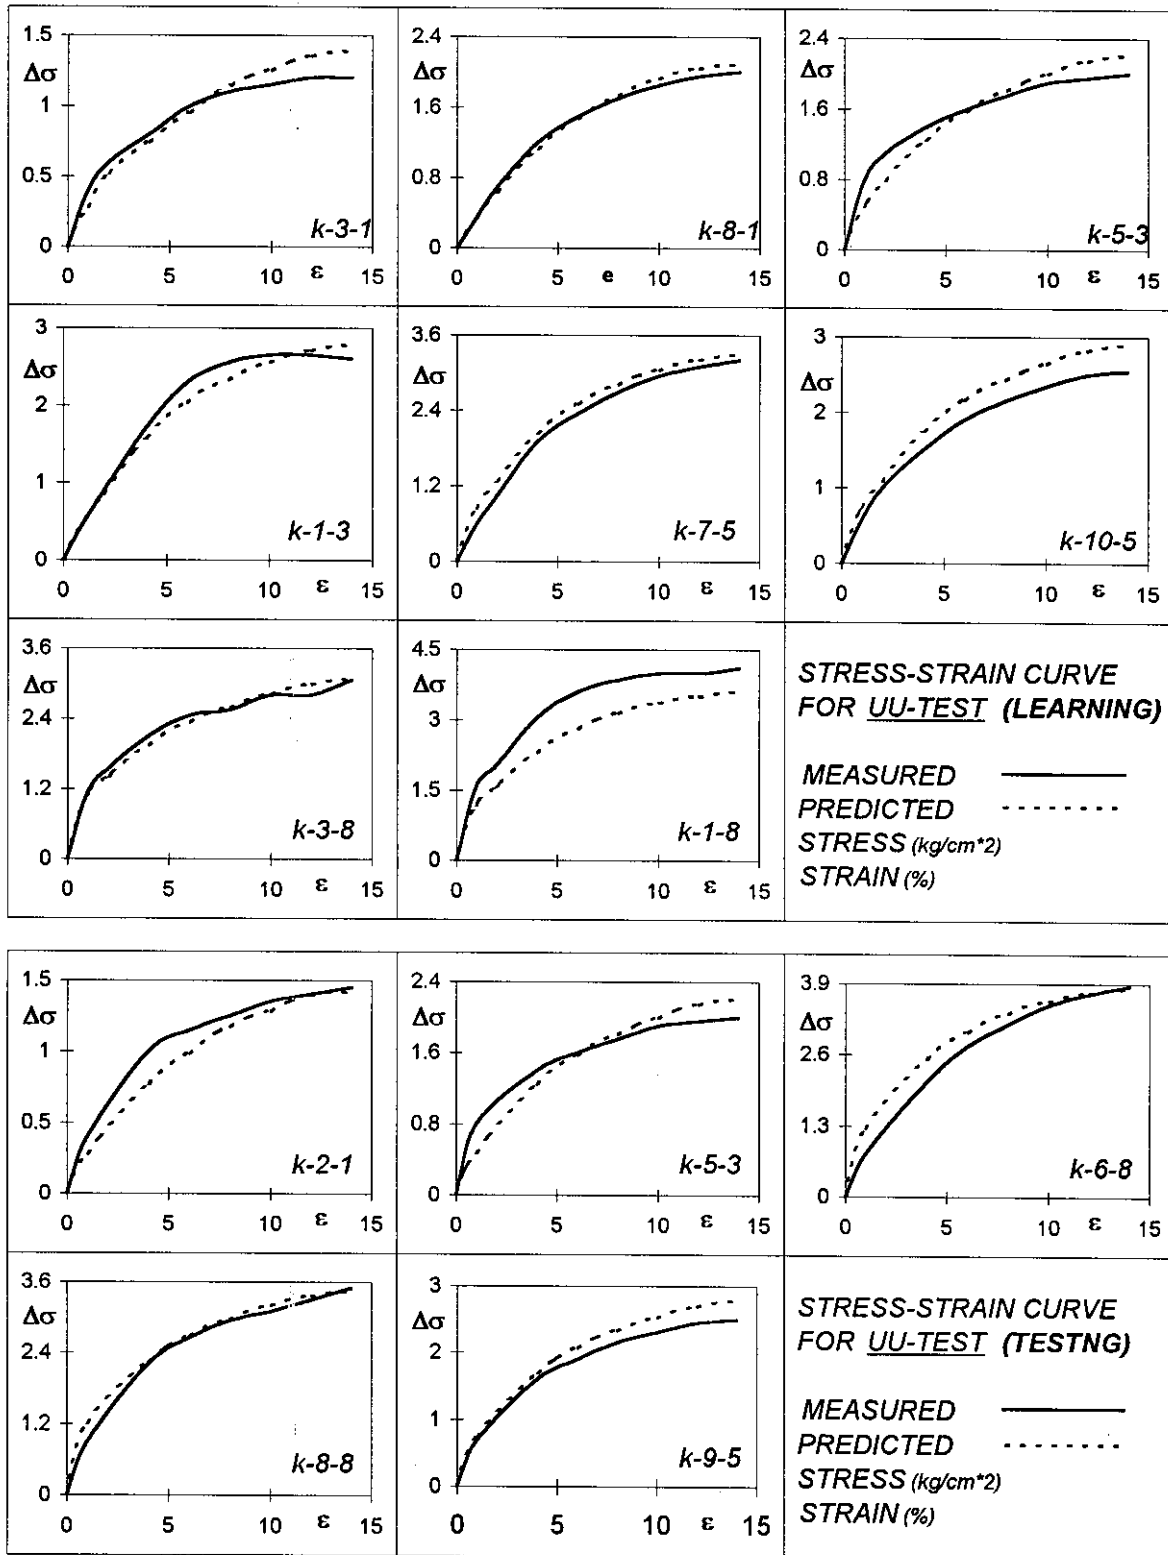 1.5
Δσ
1
0.5
0
0 5 ε 10 15
k-3-1
2.4
Δσ
1.6
0.8
0
0 5 e 10 15
k-8-1
2.4
Δσ
1.6
0.8
0
0 5 ε 10 15
k-5-3
3
Δσ
2
1
0
0 5 10 ε 15
k-1-3
3.6
Δσ
2.4
1.2
0
0 5 10 ε 15
k-7-5
3
Δσ
2
1
0
0 5 10 ε 15
k-10-5
3.6
Δσ
2.4
1.2
0
0 5 10 ε 15
k-3-8
4.5
Δσ
3
1.5
0
0 5 10 ε 15
k-1-8
STRESS-STRAIN CURVE
FOR UU-TEST (LEARNING)
MEASURED
PREDICTED
STRESS (kg/cm*2)
STRAIN (%)
1.5
Δσ
1
0.5
0
0 5 10 ε 15
k-2-1
2.4
Δσ
1.6
0.8
0
0 5 10 ε 15
k-5-3
3.9
Δσ
2.6
1.3
0
0 5 10 ε 15
k-6-8
3.6
Δσ
2.4
1.2
0
0 5 10 ε 15
k-8-8
3
Δσ
2
1
0
0 5 10 ε 15
k-9-5
STRESS-STRAIN CURVE
FOR UU-TEST (TESTNG)
MEASURED
PREDICTED
STRESS (kg/cm*2)
STRAIN (%)